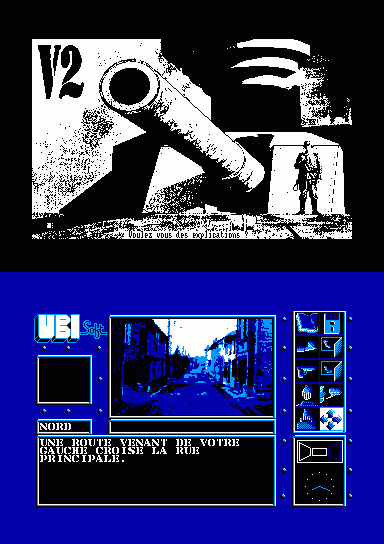 V2
Voulez vous des explications ?
UBI Soft
NORD
UNE ROUTE VENANT DE VOTRE
GAUCHE CROISE LA RUE
PRINCIPALE.